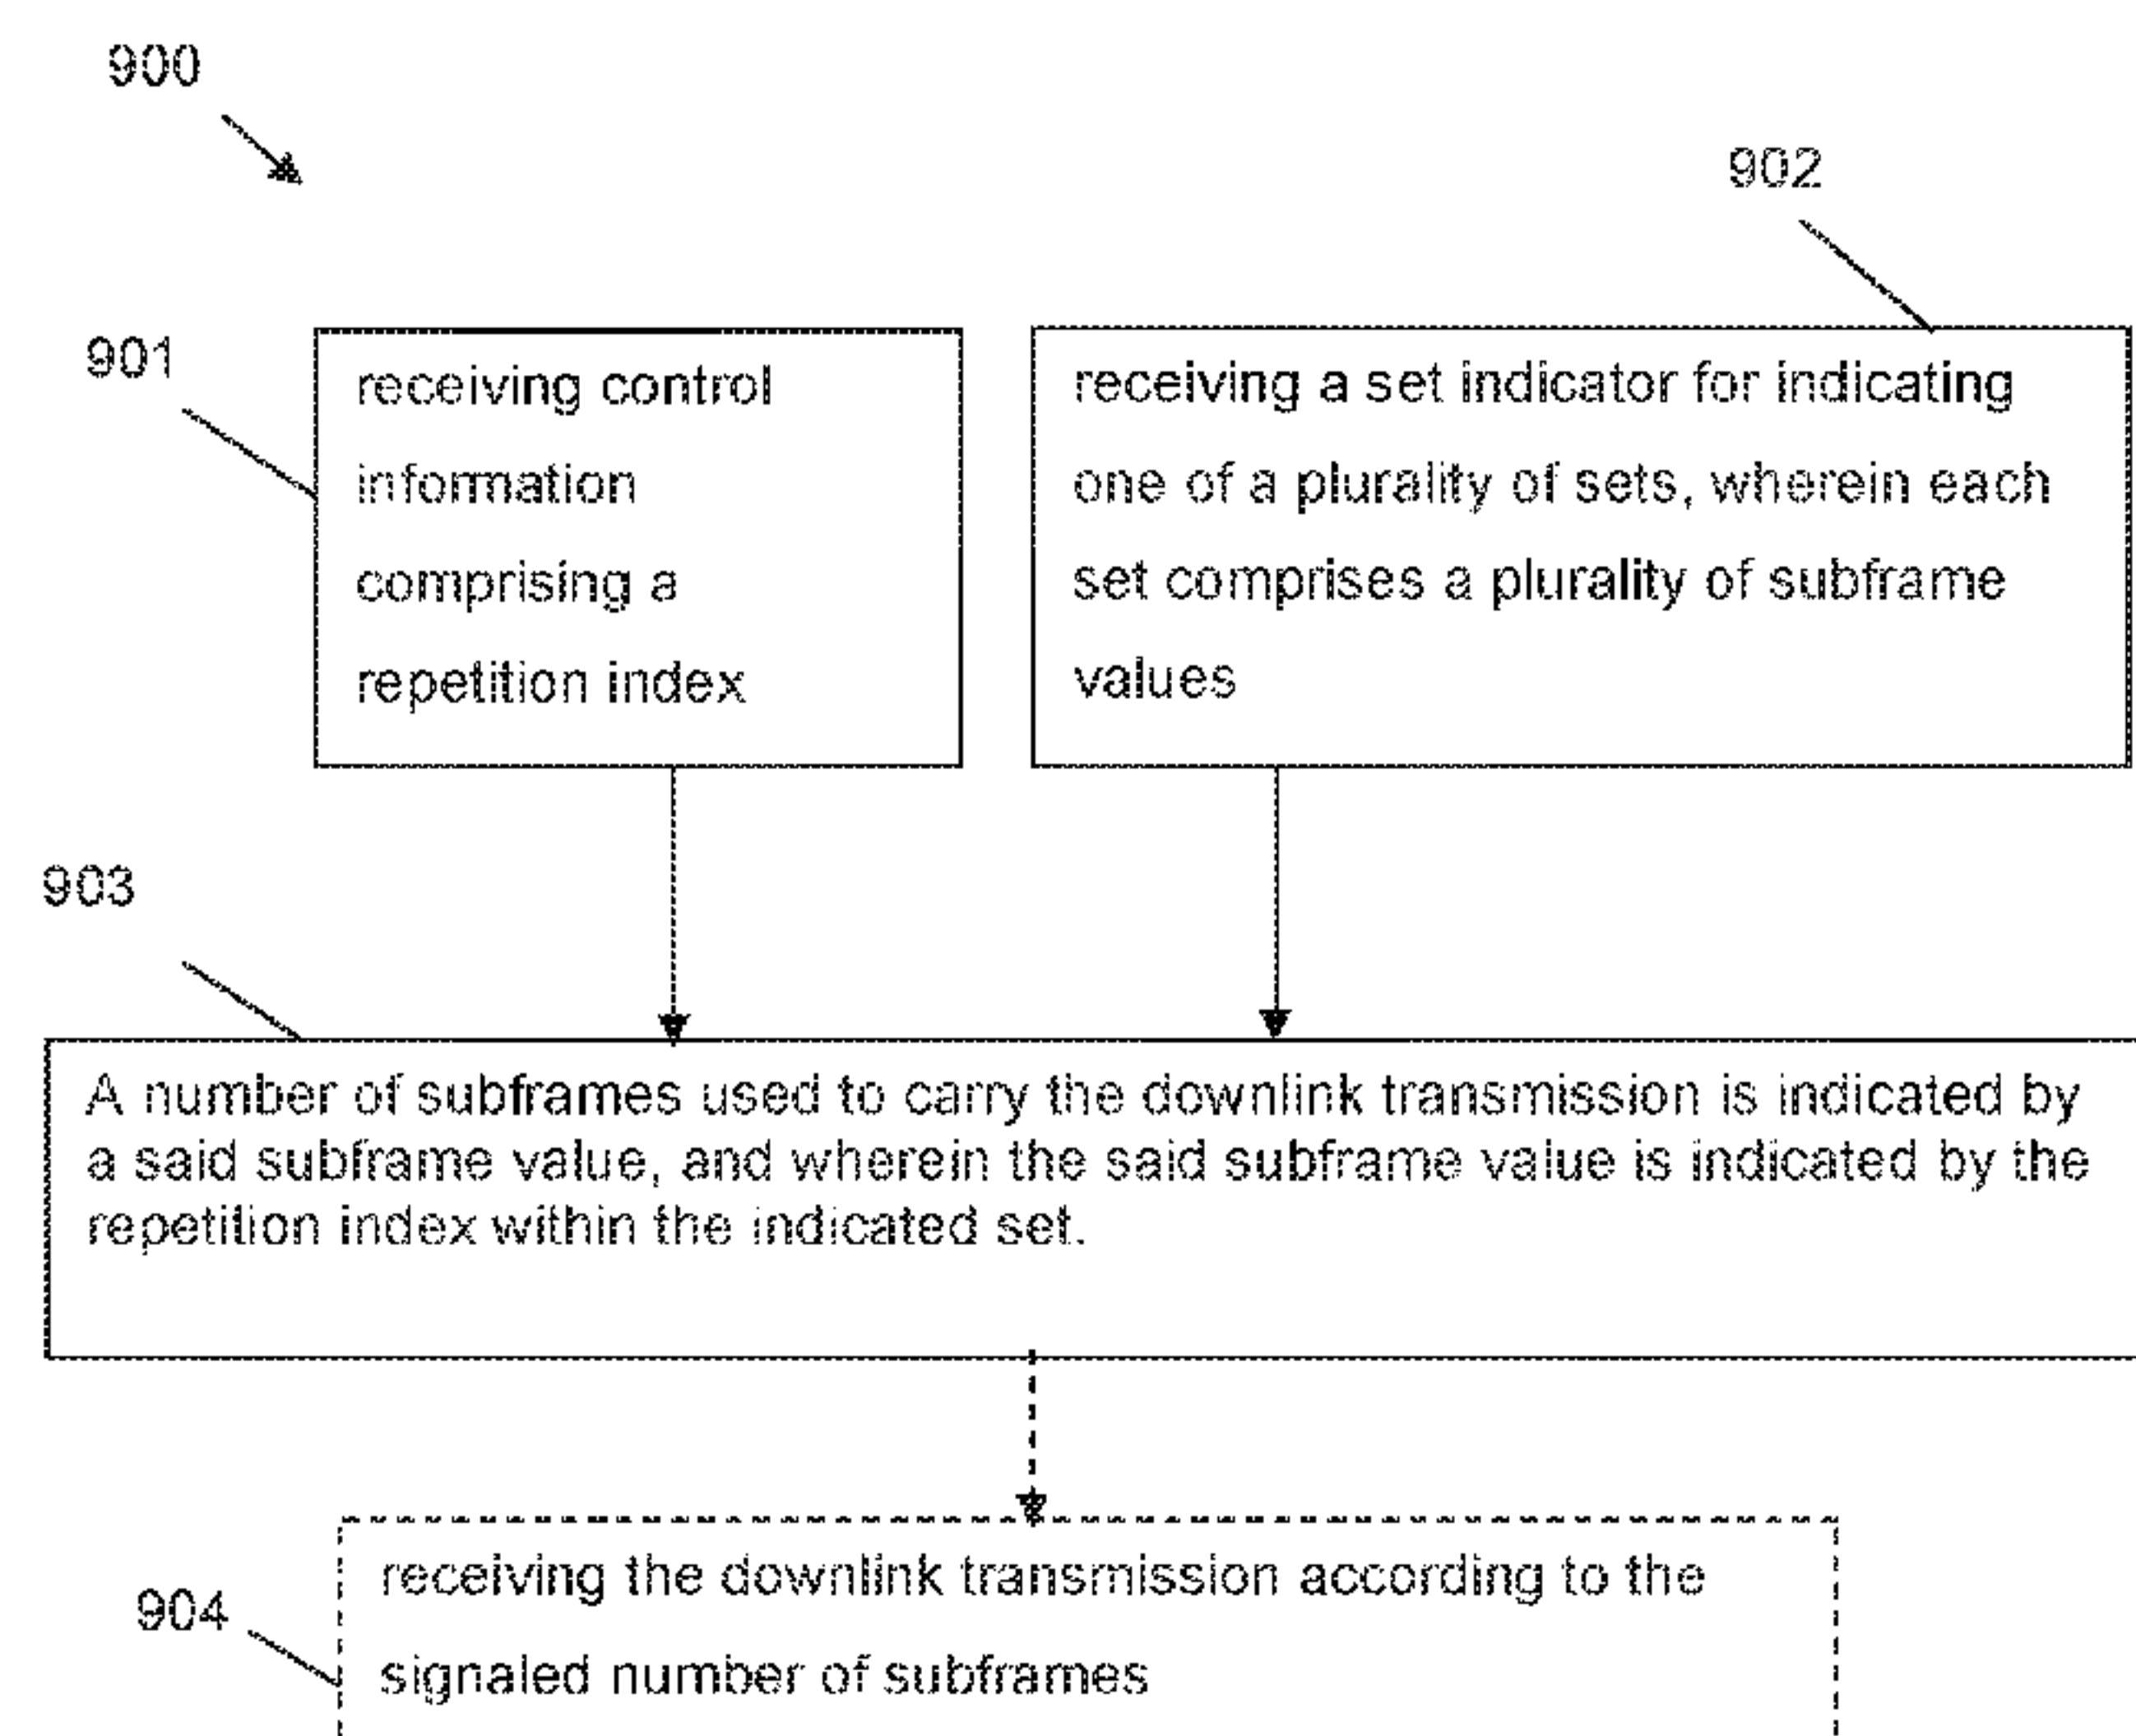 900
902
901
receiving control
information
comprising a
repetition index
receiving a set indicator for indicating
one of a plurality of sets, wherein each
set comprises a plurality of subframe
values
903
A number of subframes used to carry the downlink transmission is indicated by
a said subframe value, and wherein the said subframe value is indicated by the
repetition index within the indicated set.
904
receiving the downlink transmission according to the
signaled number of subframes